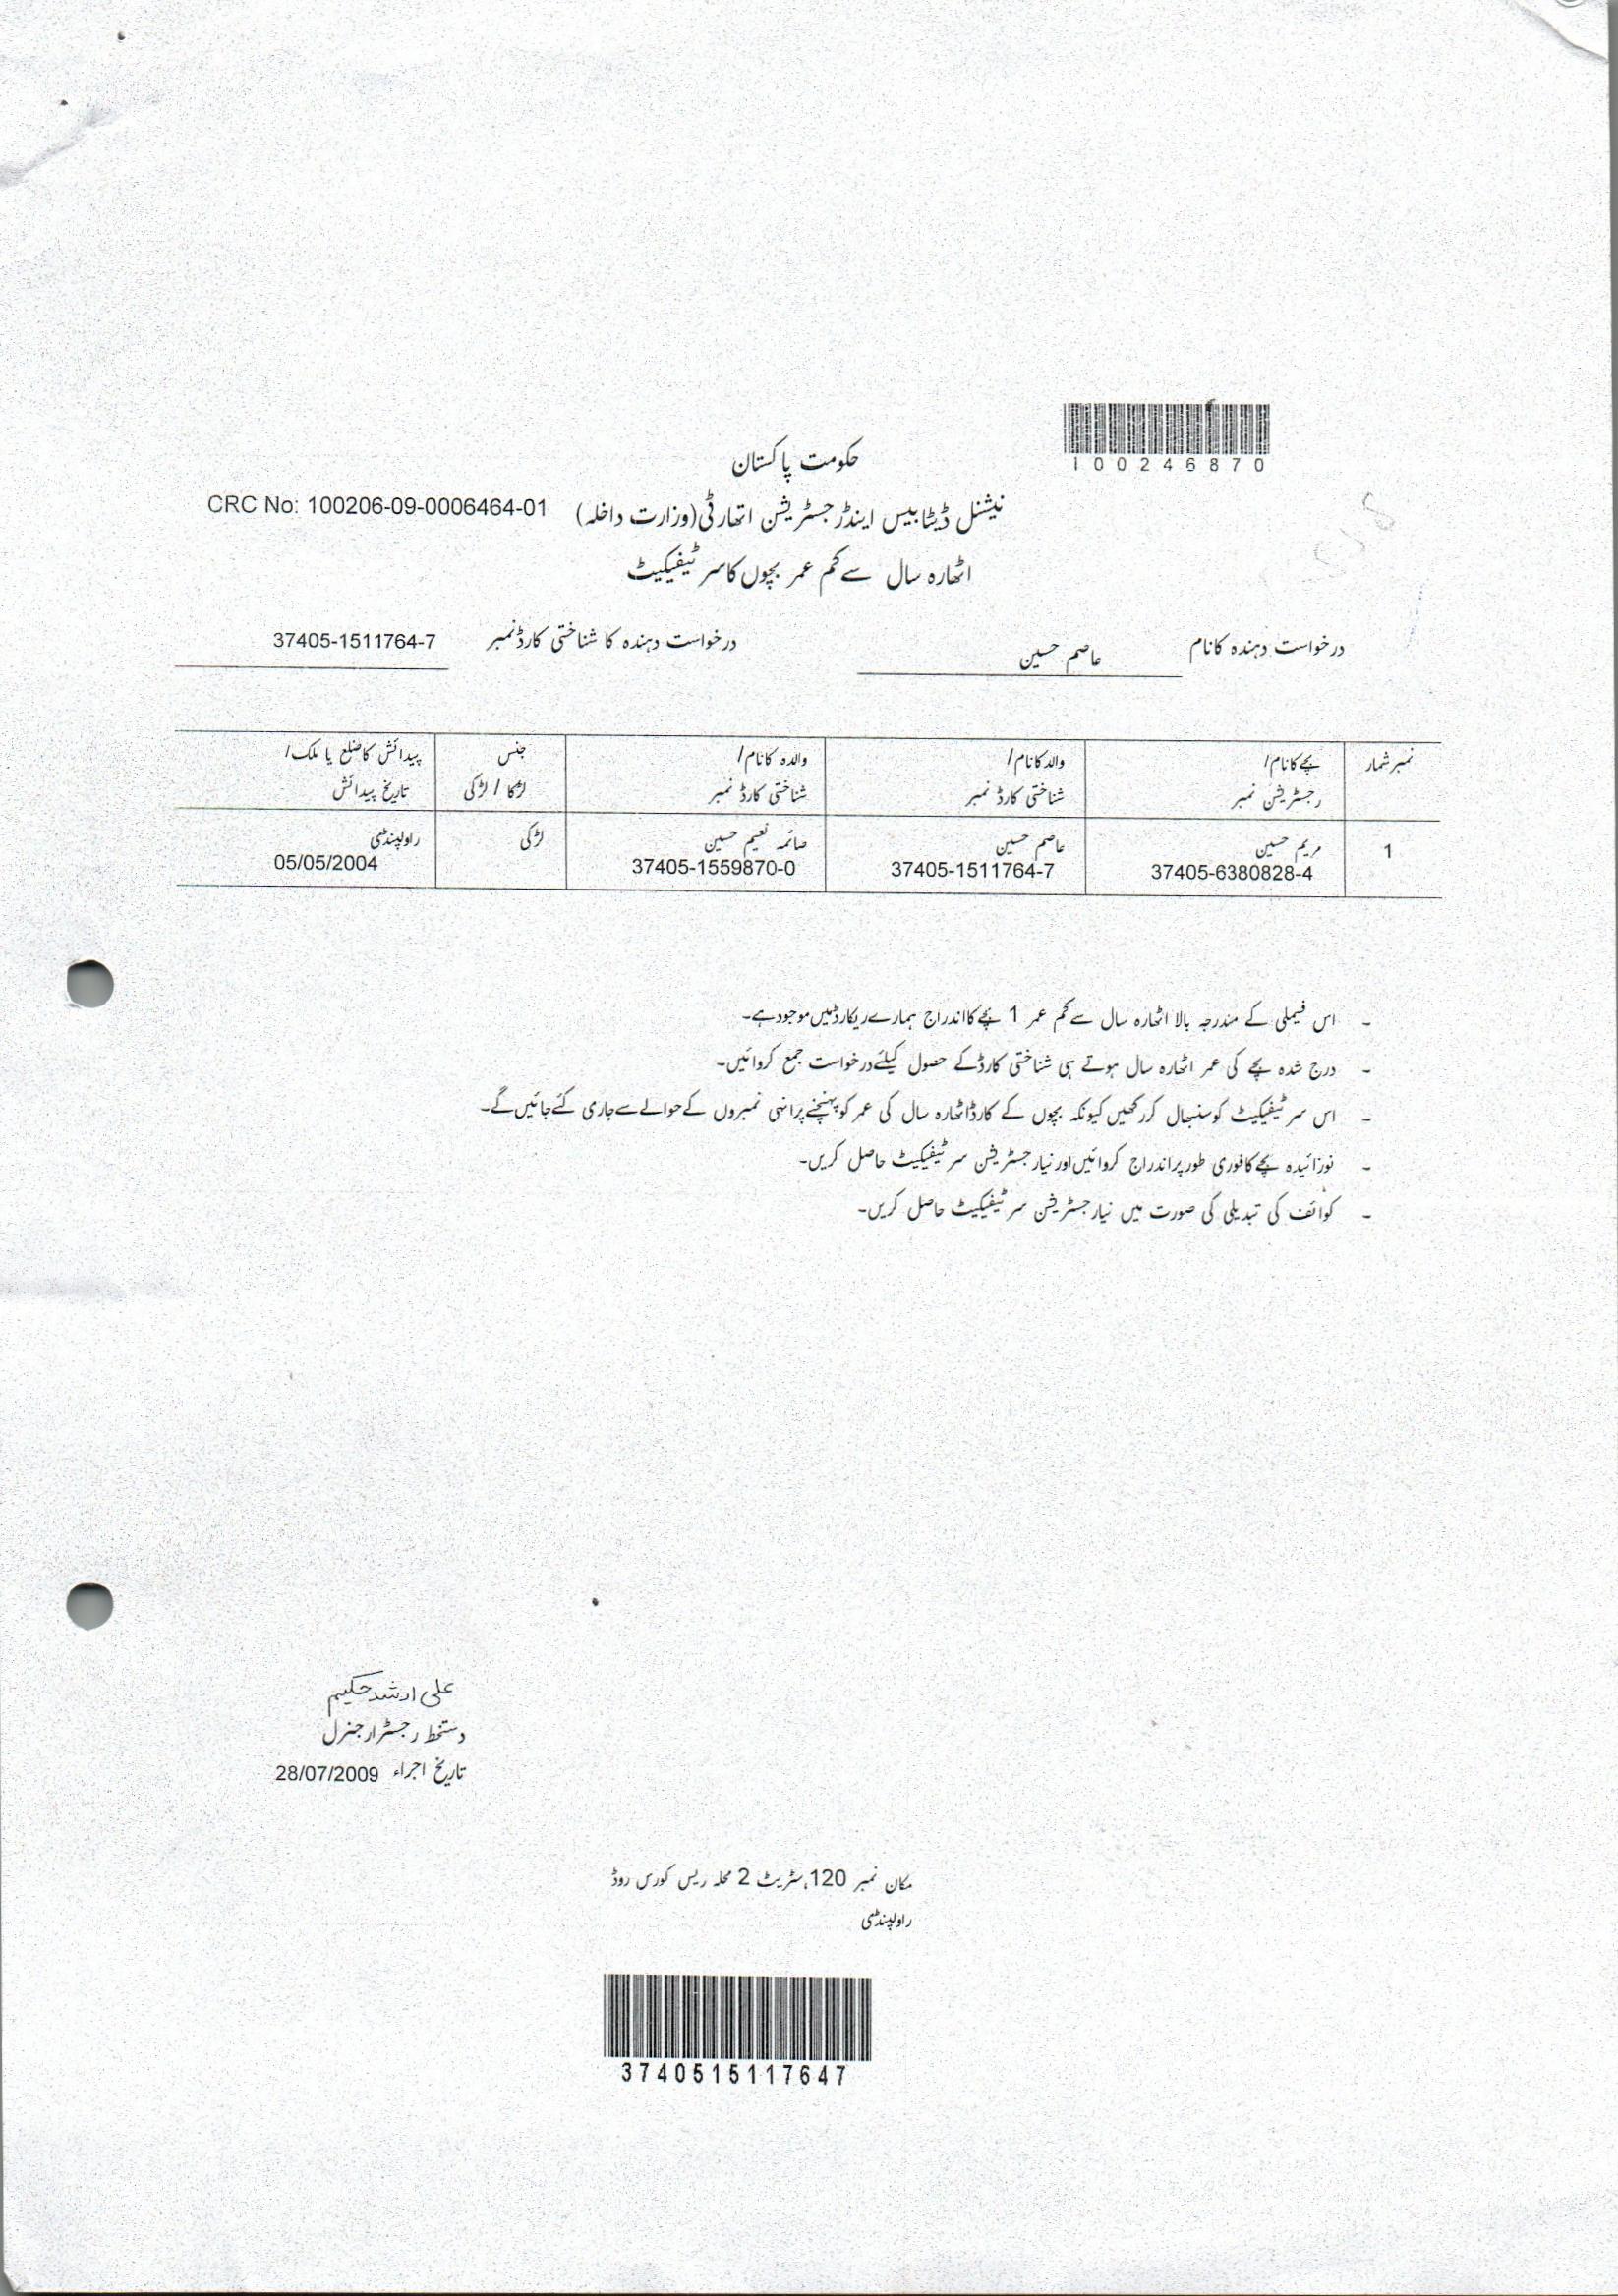 100246870
حکومت پاکستان
CRC No: 100206-09-0006464-01
نیشنل ڈیٹا بیس اینڈ رجسٹریشن اتھارٹی (وزارت داخلہ)
اٹھارہ سال سے کم عمر بچوں کا سرٹیفیکیٹ
درخواست دہندہ کا نام عاصم حسین درخواست دہندہ کا شناختی کارڈ نمبر 37405-1511764-7
نمبر شمار بچے کا نام/ والد کا نام/ والدہ کا نام/ جنس پیدائش کا ضلع یا ملک/
رجسٹریشن نمبر شناختی کارڈ نمبر شناختی کارڈ نمبر لڑکا / لڑکی تاریخ پیدائش
1 مریم حسین عاصم حسین صائمہ نعیم حسین لڑکی راولپنڈی
37405-6380828-4 37405-1511764-7 37405-1559870-0 05/05/2004
- اس فیملی کے مندرجہ بالا اٹھارہ سال سے کم عمر 1 بچے کا اندراج ہمارے ریکارڈ میں موجود ہے۔
- درج شدہ بچے کی عمر اٹھارہ سال ہوتے ہی شناختی کارڈ کے حصول کیلئے درخواست جمع کروائیں۔
- اس سرٹیفیکیٹ کو سنبھال کر رکھیں کیونکہ بچوں کے کارڈ اٹھارہ سال کی عمر کو پہنچنے پر انہی نمبروں کے حوالے سے جاری کئے جائیں گے۔
- نوزائیدہ بچے کا فوری طور پر اندراج کروائیں اور نیا رجسٹریشن سرٹیفیکیٹ حاصل کریں۔
- کوائف کی تبدیلی کی صورت میں نیا رجسٹریشن سرٹیفیکیٹ حاصل کریں۔
علی ارشد حکیم
دستخط رجسٹرار جنرل
تاریخ اجراء 28/07/2009
مکان نمبر 120، سٹریٹ 2 محلہ ریس کورس روڈ
راولپنڈی
3740515117647